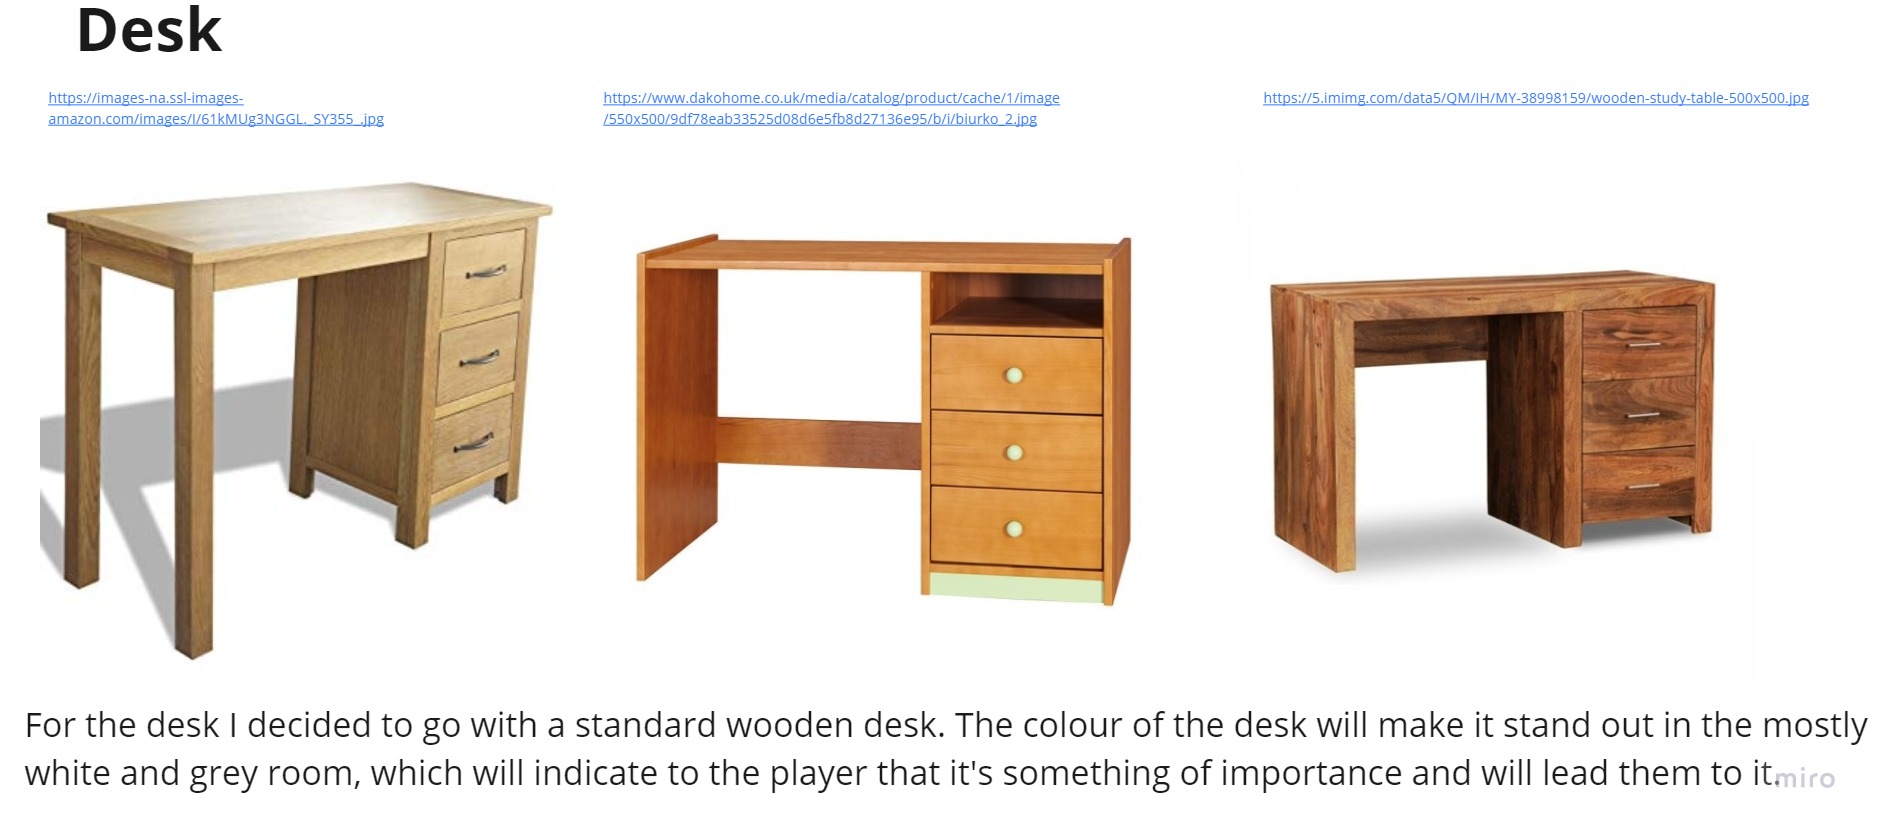 Desk
https://images-na.ssl-images-
amazon.com/images/I/61kMUg3NGGL._SY355_.jpg
https://www.dakohome.co.uk/media/catalog/product/cache/1/image
/550x500/9df78eab33525d08d6e5fb8d27136e95/b/i/biurko_2.jpg
https://5.imimg.com/data5/QM/IH/MY-38998159/wooden-study-table-500x500.jpg
For the desk I decided to go with a standard wooden desk. The colour of the desk will make it stand out in the mostly
white and grey room, which will indicate to the player that it's something of importance and will lead them to it.
miro